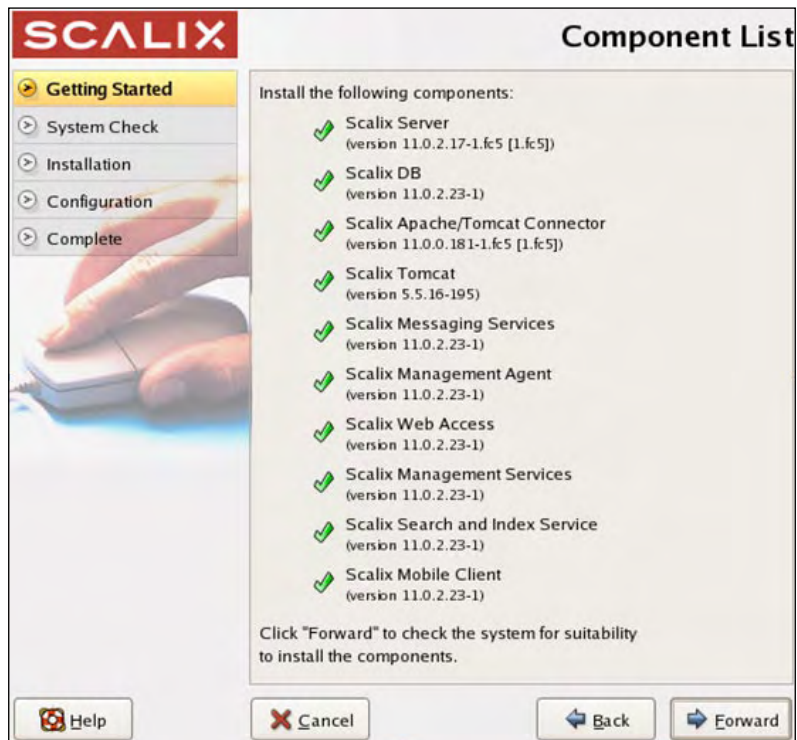 SCALIX
Component List
Getting Started
System Check
Installation
Configuration
Complete
Install the following components:
Scalix Server
(version 11.0.2.17-1.fc5 [1.fc5])
Scalix DB
(version 11.0.2.23-1)
Scalix Apache/Tomcat Connector
(version 11.0.0.181-1.fc5 [1.fc5])
Scalix Tomcat
(version 5.5.16-195)
Scalix Messaging Services
(version 11.0.2.23-1)
Scalix Management Agent
(version 11.0.2.23-1)
Scalix Web Access
(version 11.0.2.23-1)
Scalix Management Services
(version 11.0.2.23-1)
Scalix Search and Index Service
(version 11.0.2.23-1)
Scalix Mobile Client
(version 11.0.2.23-1)
Click "Forward" to check the system for suitability
to install the components.
Help
Cancel
Back
Forward